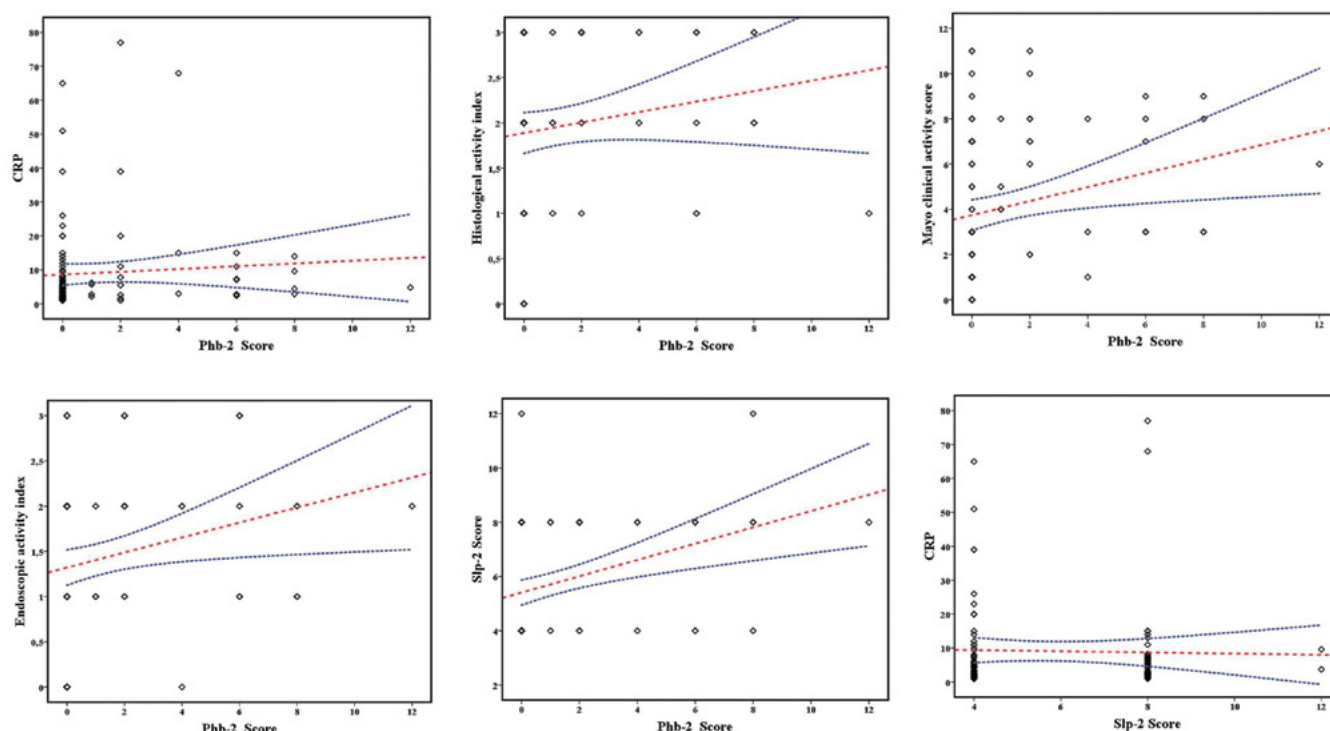 CRP
80
70
60
50
40
30
20
10
0
0 2 4 6 8 10 12
Phb-2 Score
Histological activity index
3
2,5
2
1,5
1
0,5
0
0 2 4 6 8 10 12
Phb-2 Score
Mayo clinical activity score
12
10
8
6
4
2
0
0 2 4 6 8 10 12
Phb-2 Score
Endoscopic activity index
3
2,5
2
1,5
1
0,5
0
0 2 4 6 8 10 12
Phb-2 Score
Slp-2 Score
12
10
8
6
4
2
0 2 4 6 8 10 12
Phb-2 Score
CRP
80
70
60
50
40
30
20
10
0
4 6 8 10 12
Slp-2 Score